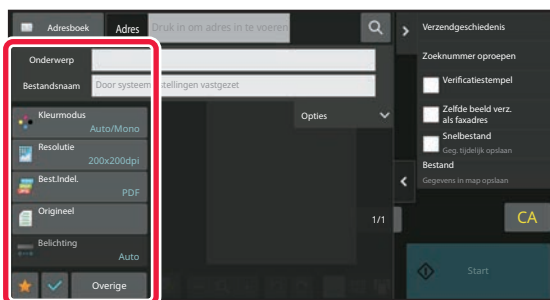 Adresboek
Adres
Druk in om adres in te voeren
Onderwerp
Bestandsnaam
Door systeeminstellingen vastgezet
Kleurmodus
Auto/Mono
Resolutie
200x200dpi
Best.Indel.
PDF
Origineel
Belichting
Auto
Overige
Opties
1/1
Verzendgeschiedenis
Zoeknummer oproepen
Verificatiestempel
Zelfde beeld verz.
als faxadres
Snelbestand
Geg. tijdelijk opslaan
Bestand
Gegevens in map opslaan
CA
Start